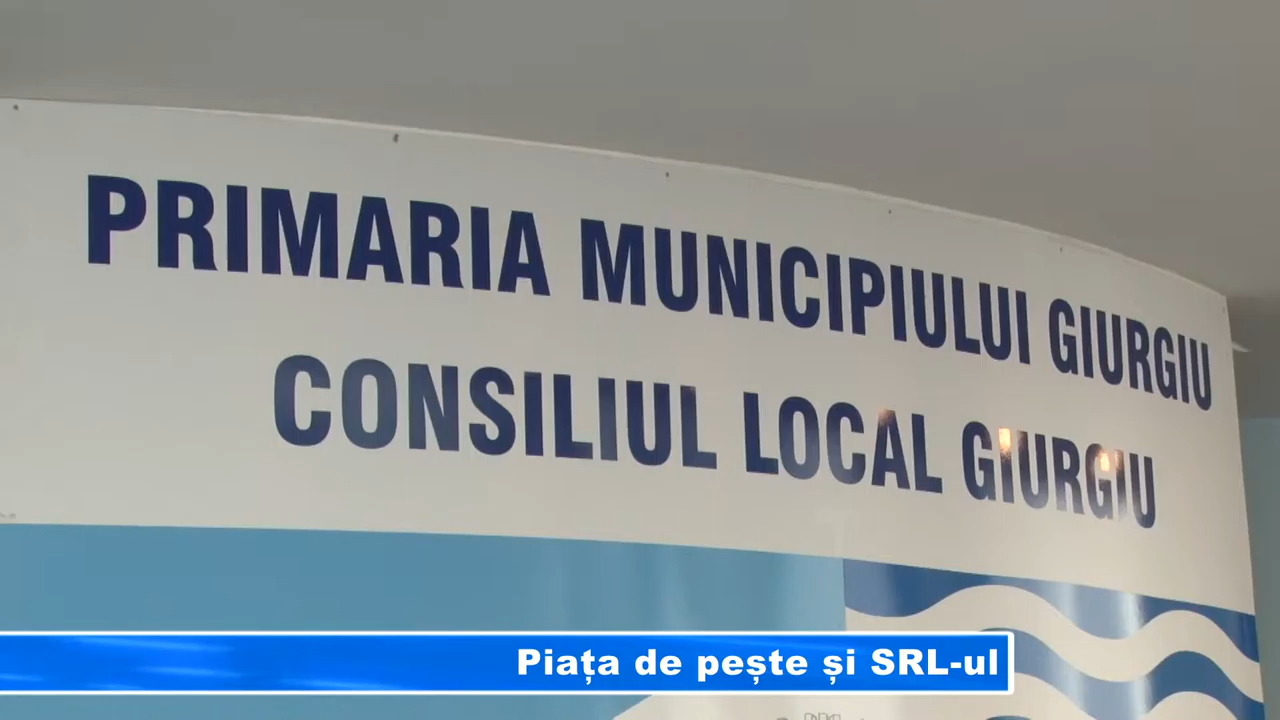 PRIMARIA MUNICIPIULUI GIURGIU
CONSILIUL LOCAL GIURGIU
Piața de pește și SRL-ul